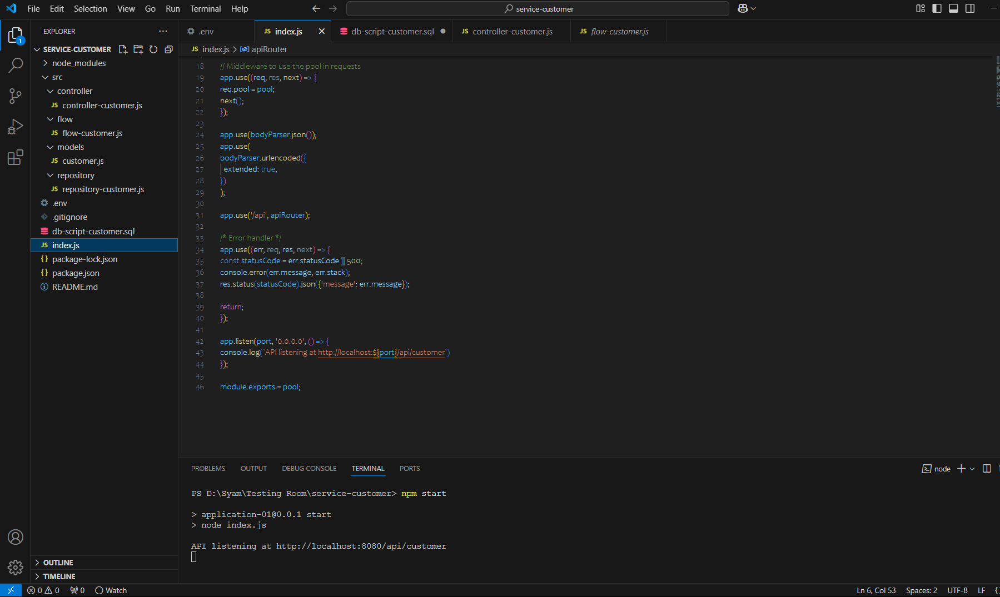 File Edit Selection View Go Run Terminal Help
service-customer
EXPLORER
1
SERVICE-CUSTOMER
node_modules
src
controller
JS controller-customer.js
flow
JS flow-customer.js
models
JS customer.js
repository
JS repository-customer.js
.env
.gitignore
db-script-customer.sql
JS index.js
{} package-lock.json
{} package.json
README.md
OUTLINE
TIMELINE
.env
JS index.js
db-script-customer.sql
JS controller-customer.js
JS flow-customer.js
JS index.js > apiRouter
18 // Middleware to use the pool in requests
19 app.use((req, res, next) => {
20 req.pool = pool;
21 next();
22 });
23
24 app.use(bodyParser.json());
25 app.use(
26 bodyParser.urlencoded({
27 extended: true,
28 })
29 );
30
31 app.use('/api', apiRouter);
32
33 /* Error handler */
34 app.use((err, req, res, next) => {
35 const statusCode = err.statusCode || 500;
36 console.error(err.message, err.stack);
37 res.status(statusCode).json({'message': err.message});
38
39 return;
40 });
41
42 app.listen(port, '0.0.0.0', () => {
43 console.log(`API listening at http://localhost:${port}/api/customer`)
44 });
45
46 module.exports = pool;
PROBLEMS OUTPUT DEBUG CONSOLE TERMINAL PORTS
node
PS D:\Syam\Testing Room\service-customer> npm start
> application-01@0.0.1 start
> node index.js
API listening at http://localhost:8080/api/customer
0 0 0 Watch
Ln 6, Col 53 Spaces: 2 UTF-8 LF {